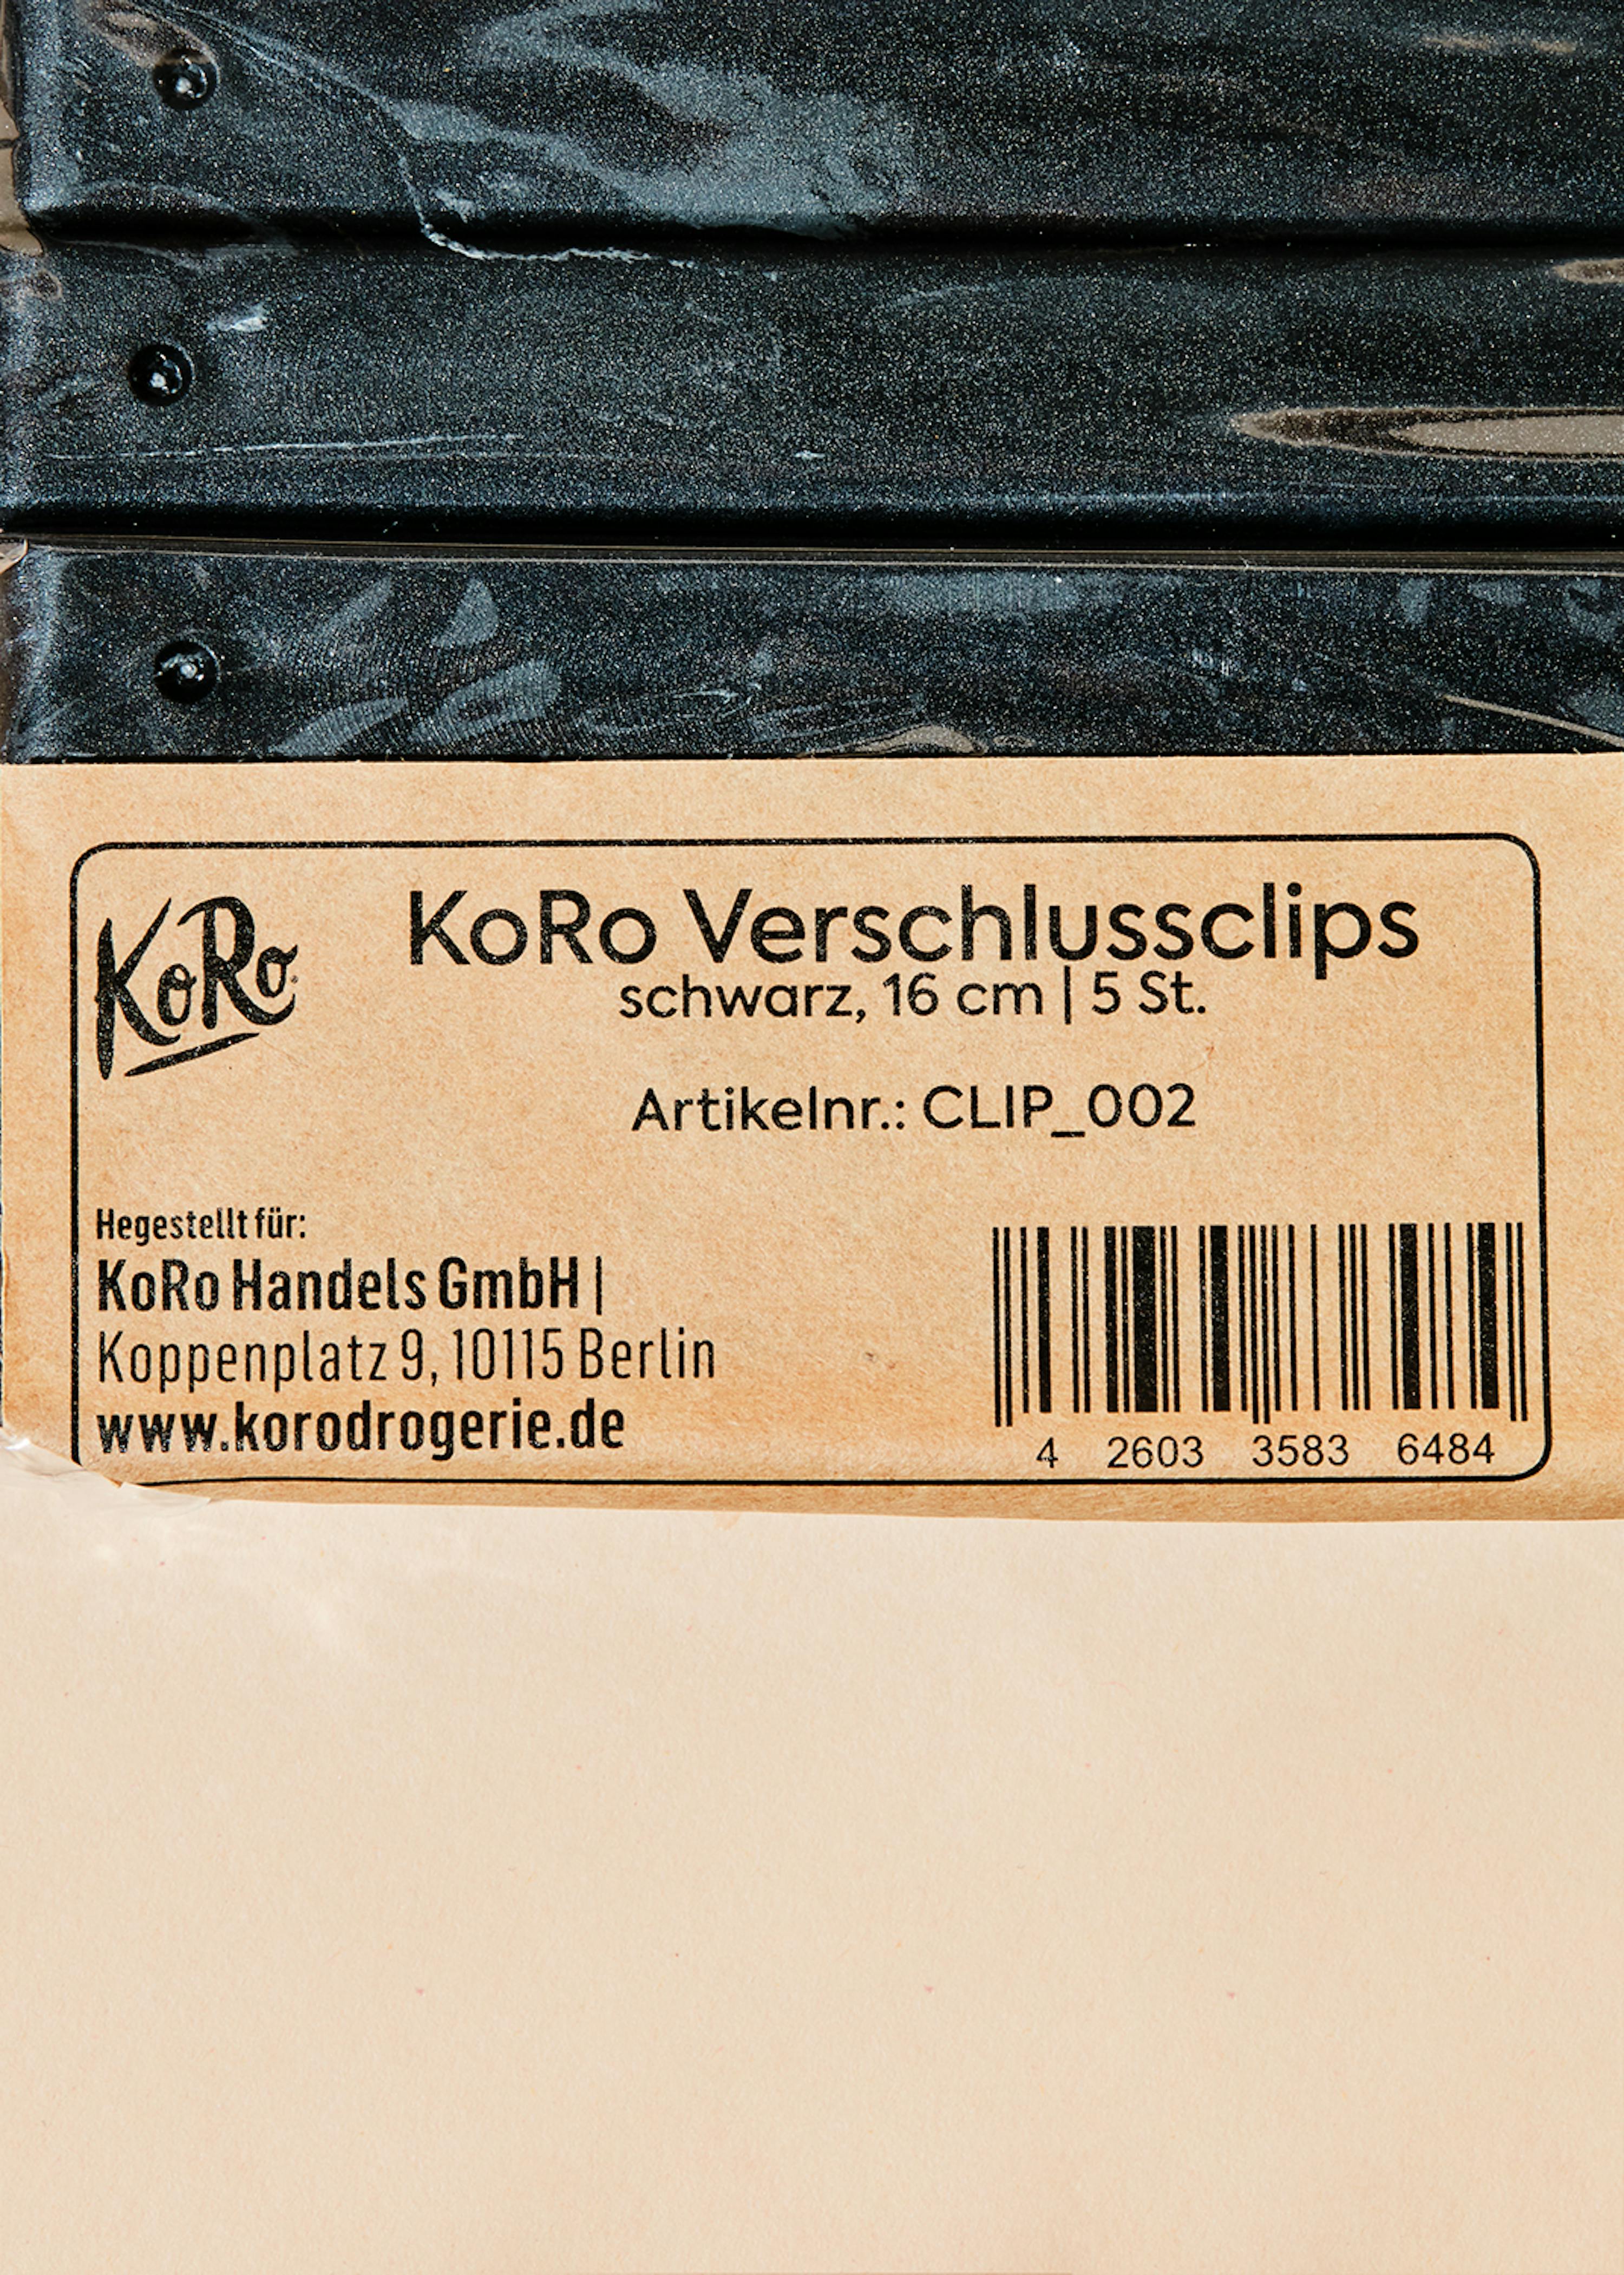 KoRo
KoRo Verschlussclips
schwarz, 16 cm | 5 St.
Artikelnr.: CLIP_002
Hegestellt für:
KoRo Handels GmbH |
Koppenplatz 9, 10115 Berlin
www.korodrogerie.de
4 2603 3583 6484